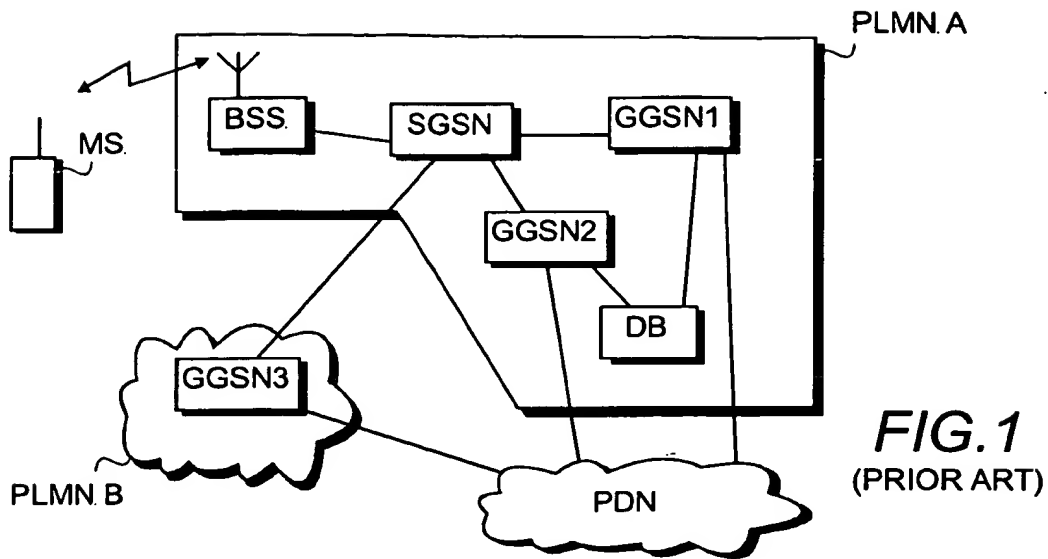 PLMN. A
BSS.
SGSN
GGSN1
MS.
GGSN2
DB
GGSN3
FIG.1
(PRIOR ART)
PLMN. B
PDN